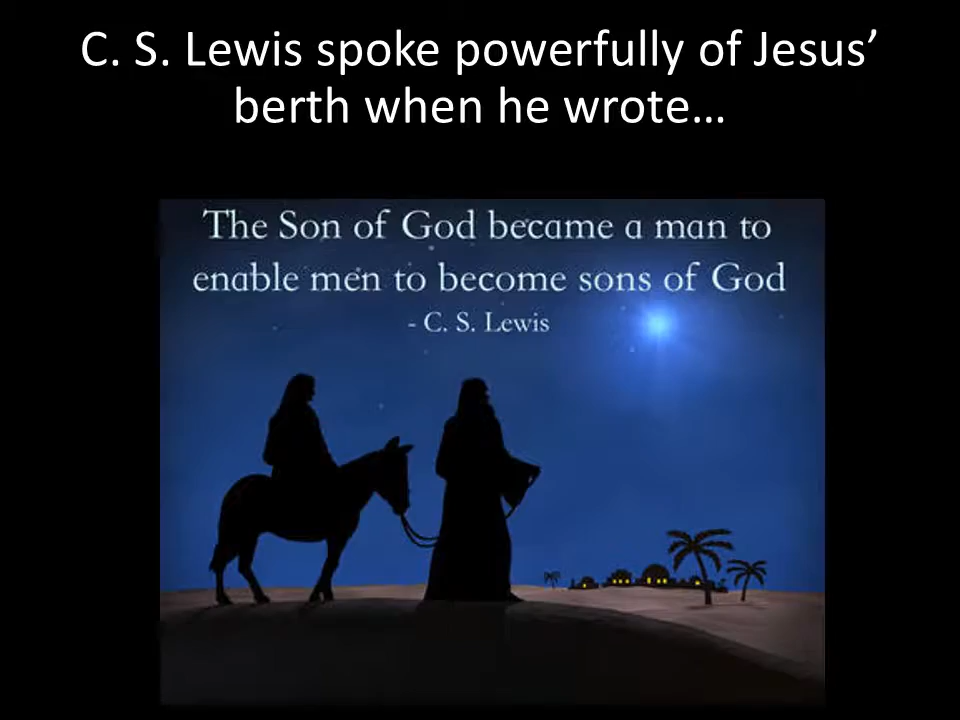 C. S. Lewis spoke powerfully of Jesus’
berth when he wrote…
The Son of God became a man to
enable men to become sons of God
- C. S. Lewis